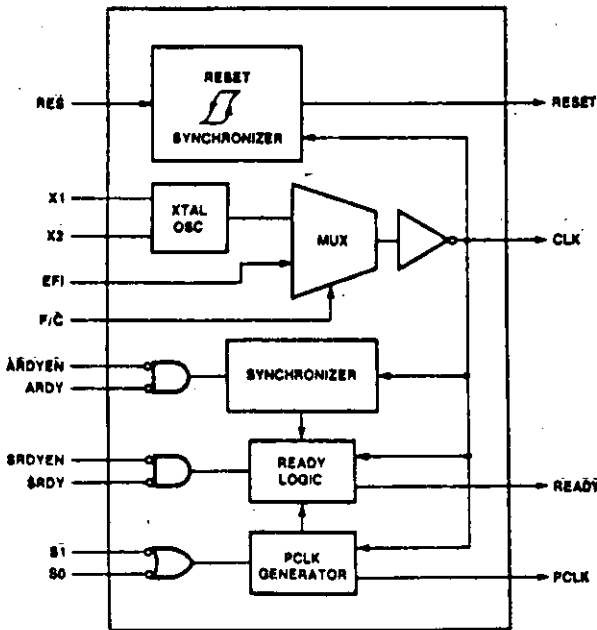 RESET
SYNCHRONIZER
RES
RESET
X1
X2
XTAL
OSC
MUX
CLK
EFI
F/C̅
ARDYEN
ARDY
SYNCHRONIZER
SRDYEN
SRDY
READY
LOGIC
READY
S1
S0
PCLK
GENERATOR
PCLK